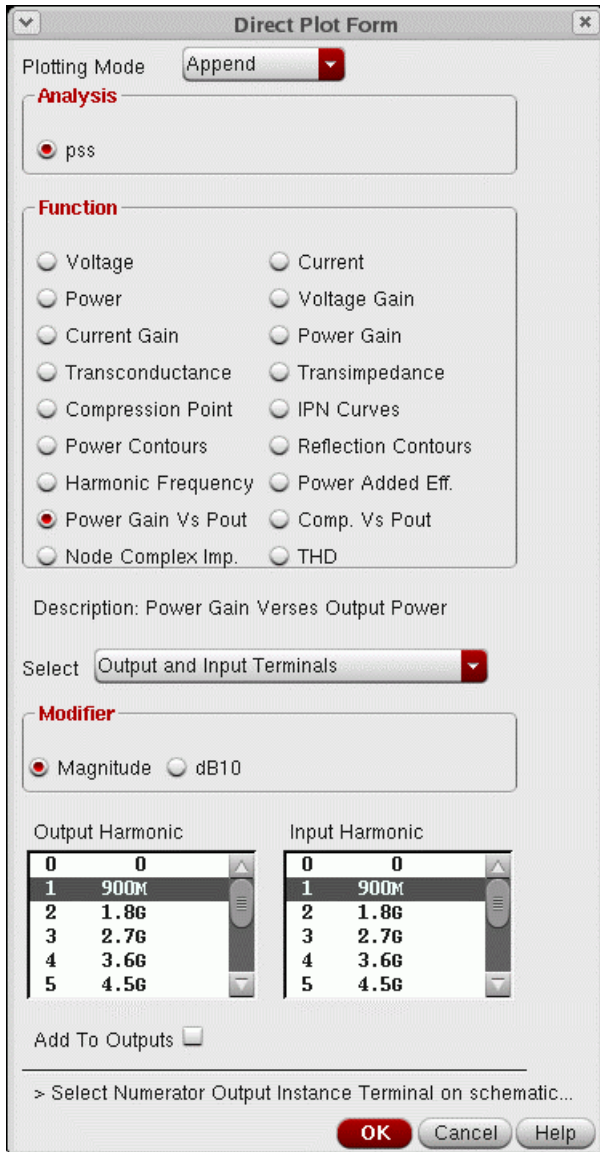 Direct Plot Form
Plotting Mode Append
Analysis
pss
Function
Voltage Current
Power Voltage Gain
Current Gain Power Gain
Transconductance Transimpedance
Compression Point IPN Curves
Power Contours Reflection Contours
Harmonic Frequency Power Added Eff.
Power Gain Vs Pout Comp. Vs Pout
Node Complex Imp. THD
Description: Power Gain Verses Output Power
Select Output and Input Terminals
Modifier
Magnitude dB10
Output Harmonic Input Harmonic
0 0 0 0
1 900M 1 900M
2 1.8G 2 1.8G
3 2.7G 3 2.7G
4 3.6G 4 3.6G
5 4.5G 5 4.5G
Add To Outputs
> Select Numerator Output Instance Terminal on schematic...
OK Cancel Help